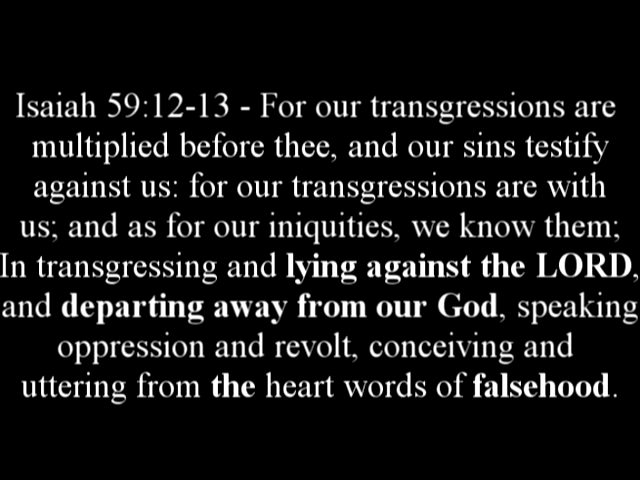 Isaiah 59:12-13 - For our transgressions are
multiplied before thee, and our sins testify
against us: for our transgressions are with
us; and as for our iniquities, we know them;
In transgressing and lying against the LORD,
and departing away from our God, speaking
oppression and revolt, conceiving and
uttering from the heart words of falsehood.